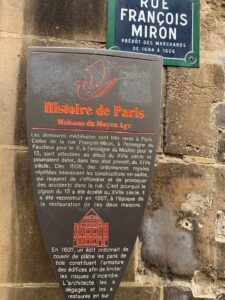 RUE
FRANÇOIS
MIRON
PRÉVÔT DES MARCHANDS
DE 1604 A 1606
Histoire de Paris
Maisons du Moyen Age
Les demeures médiévales sont très rares à Paris.
Celles de la rue François-Miron, à l'enseigne du
Faucheur pour le 11, à l'enseigne du Mouton pour le
13, sont attestées au début du XVIe siècle et
pourraient dater, dans leur état primitif, du XIVe
siècle. Dès 1508, des ordonnances royales
répétées interdisent les constructions en saillie,
qui risquent de s'effondrer et de provoquer
des accidents dans la rue. C'est pourquoi le
pignon du 13 a été écrêté au XVIIe siècle. Il
a été reconstruit en 1967, à l'époque de
la restauration de ces deux maisons.
En 1607, un édit ordonnait de
couvrir de plâtre les pans de
bois constituant l'armature
des édifices afin de limiter
les risques d'incendie.
L'architecte les a
dégagés et les a
restaurés en sur-